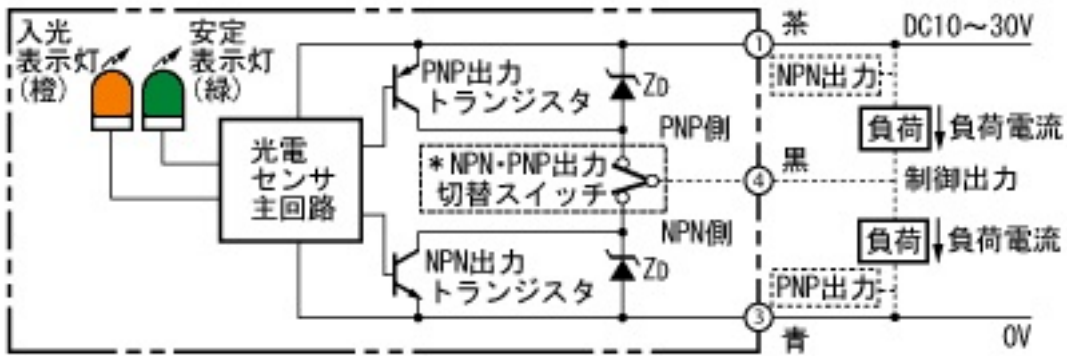 入光
表示灯
(橙)
安定
表示灯
(緑)
光電
センサ
主回路
PNP出力
トランジスタ
ZD
PNP側
*NPN・PNP出力
切替スイッチ
NPN側
NPN出力
トランジスタ
ZD
1
茶
DC10～30V
NPN出力
負荷
負荷電流
4
黒
制御出力
負荷
負荷電流
PNP出力
3
青
0V